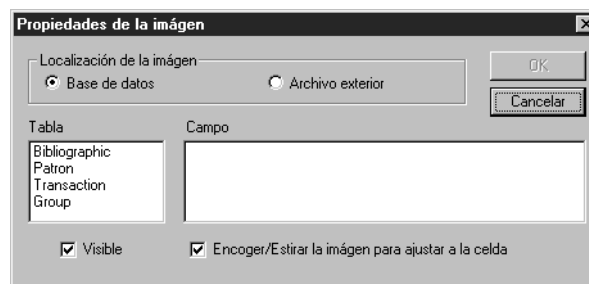 Propiedades de la imágen
Localización de la imágen
Base de datos
Archivo exterior
OK
Cancelar
Tabla
Campo
Bibliographic
Patron
Transaction
Group
Visible
Encoger/Estirar la imágen para ajustar a la celda